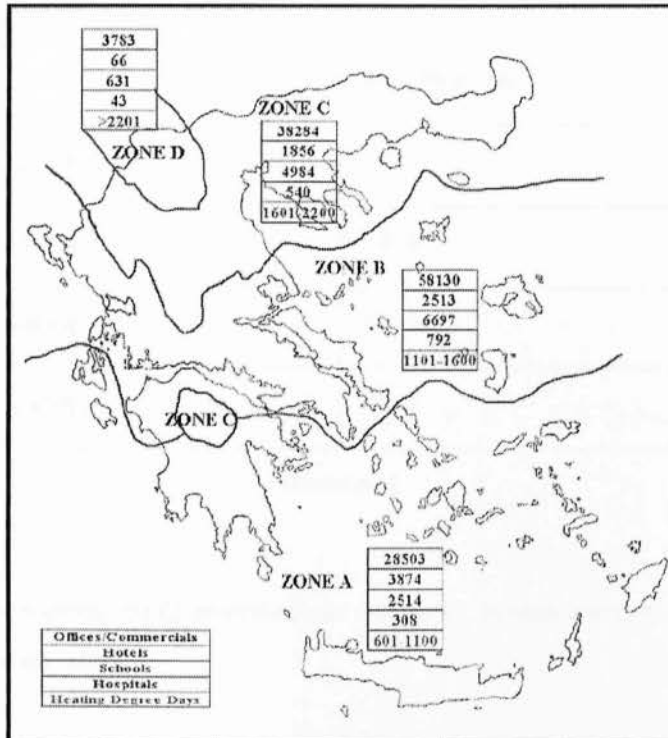 3783
66
631
43
>2201
ZONE D
ZONE C
38284
1856
4984
540
1601-2200
ZONE B
58130
2513
6697
792
1101-1600
ZONE C
ZONE A
28503
3874
2514
308
601-1100
Offices/Commercials
Hotels
Schools
Hospitals
Heating Degree Days